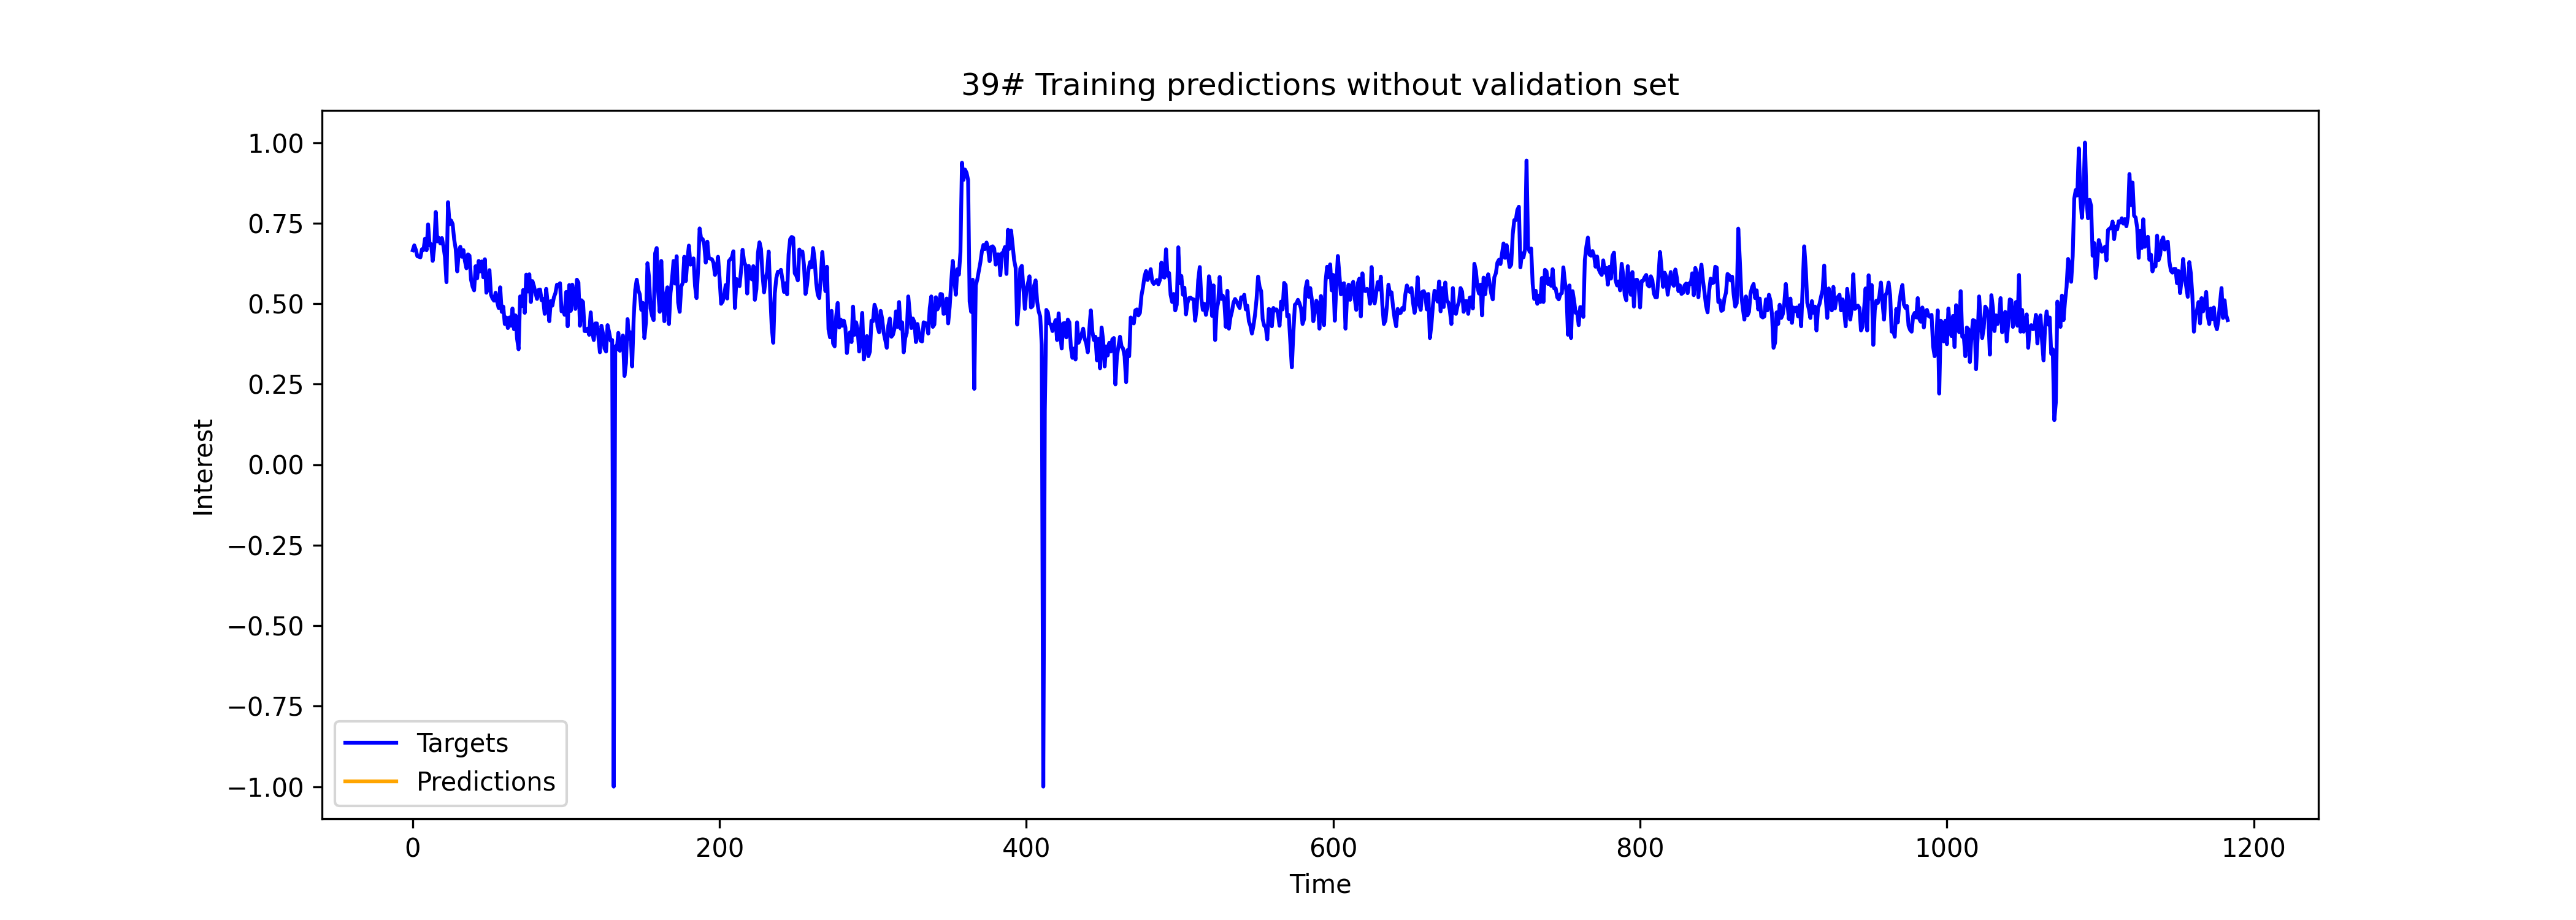 39# Training predictions without validation set
1.00
0.75
0.50
0.25
0.00
−0.25
−0.50
−0.75
−1.00
Interest
Targets
Predictions
0 200 400 600 800 1000 1200
Time